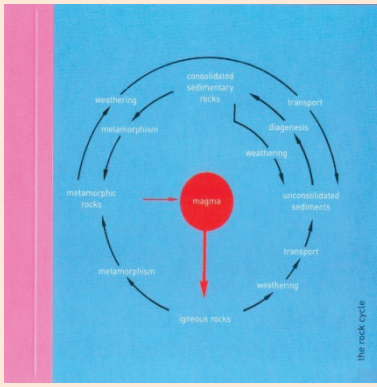 consolidated
sedimentary
rocks
weathering
transport
metamorphism
diagenesis
weathering
metamorphic
rocks
magma
unconsolidated
sediments
transport
metamorphism
weathering
igneous rocks
the rock cycle